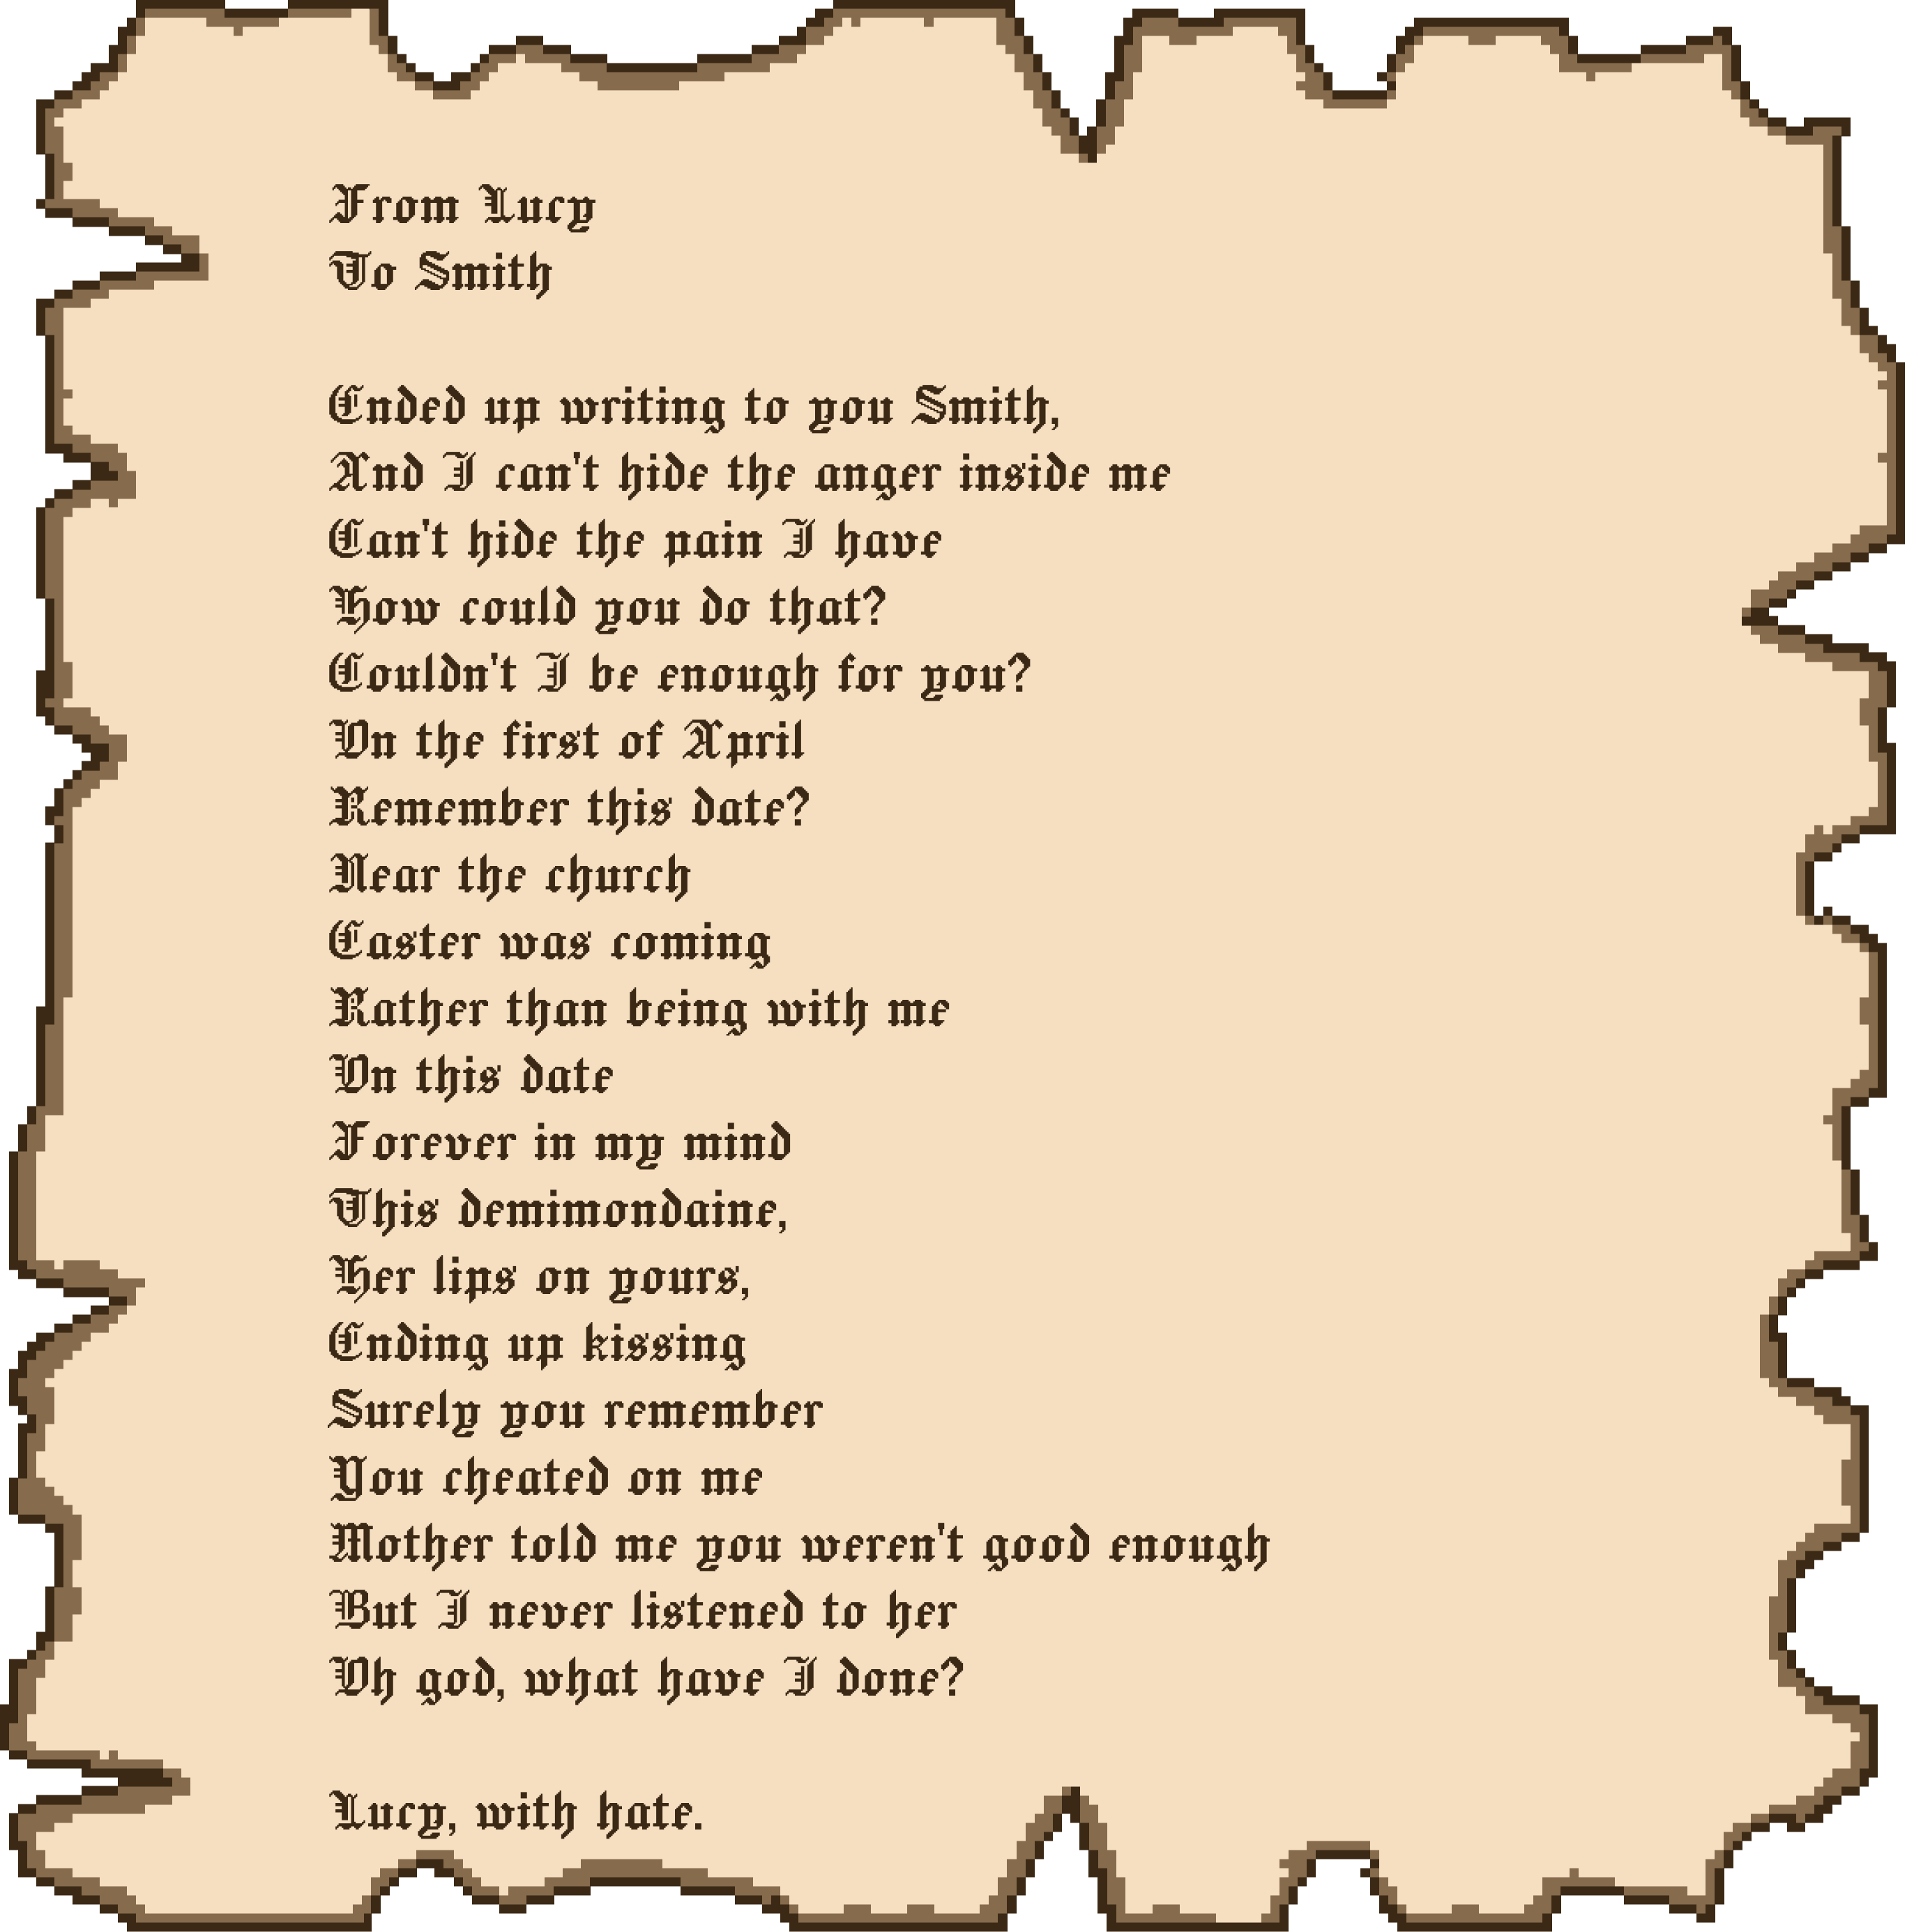 From Lucy
To Smith
Ended up writing to you Smith,
And I can't hide the anger inside me
Can't hide the pain I have
How could you do that?
Couldn't I be enough for you?
On the first of April
Remember this date?
Near the church
Easter was coming
Rather than being with me
On this date
Forever in my mind
This demimondaine,
Her lips on yours,
Ending up kissing
Surely you remember
You cheated on me
Mother told me you weren't good enough
But I never listened to her
Oh god, what have I done?
Lucy, with hate.